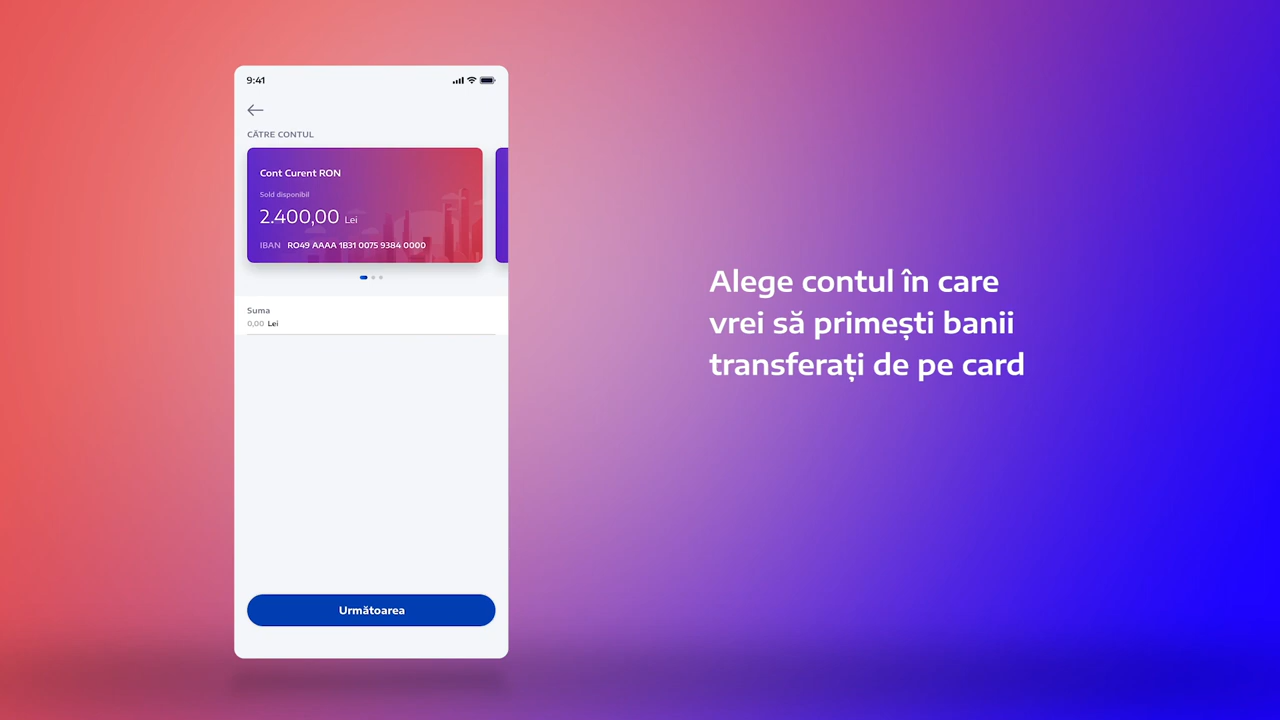 9:41
CĂTRE CONTUL
Cont Curent RON
Sold disponibil
2.400,00 Lei
IBAN RO49 AAAA 1B31 0075 9384 0000
Suma
0,00 Lei
Următoarea
Alege contul în care
vrei să primești banii
transferați de pe card